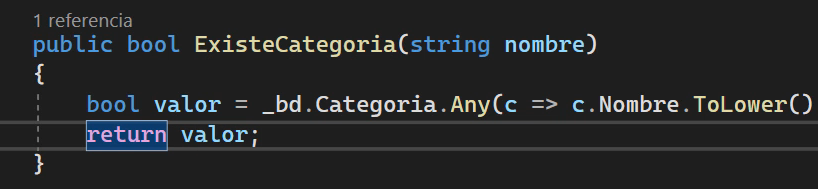 1 referencia
public bool ExisteCategoria(string nombre)
{
bool valor = _bd.Categoria.Any(c => c.Nombre.ToLower()
return valor;
}